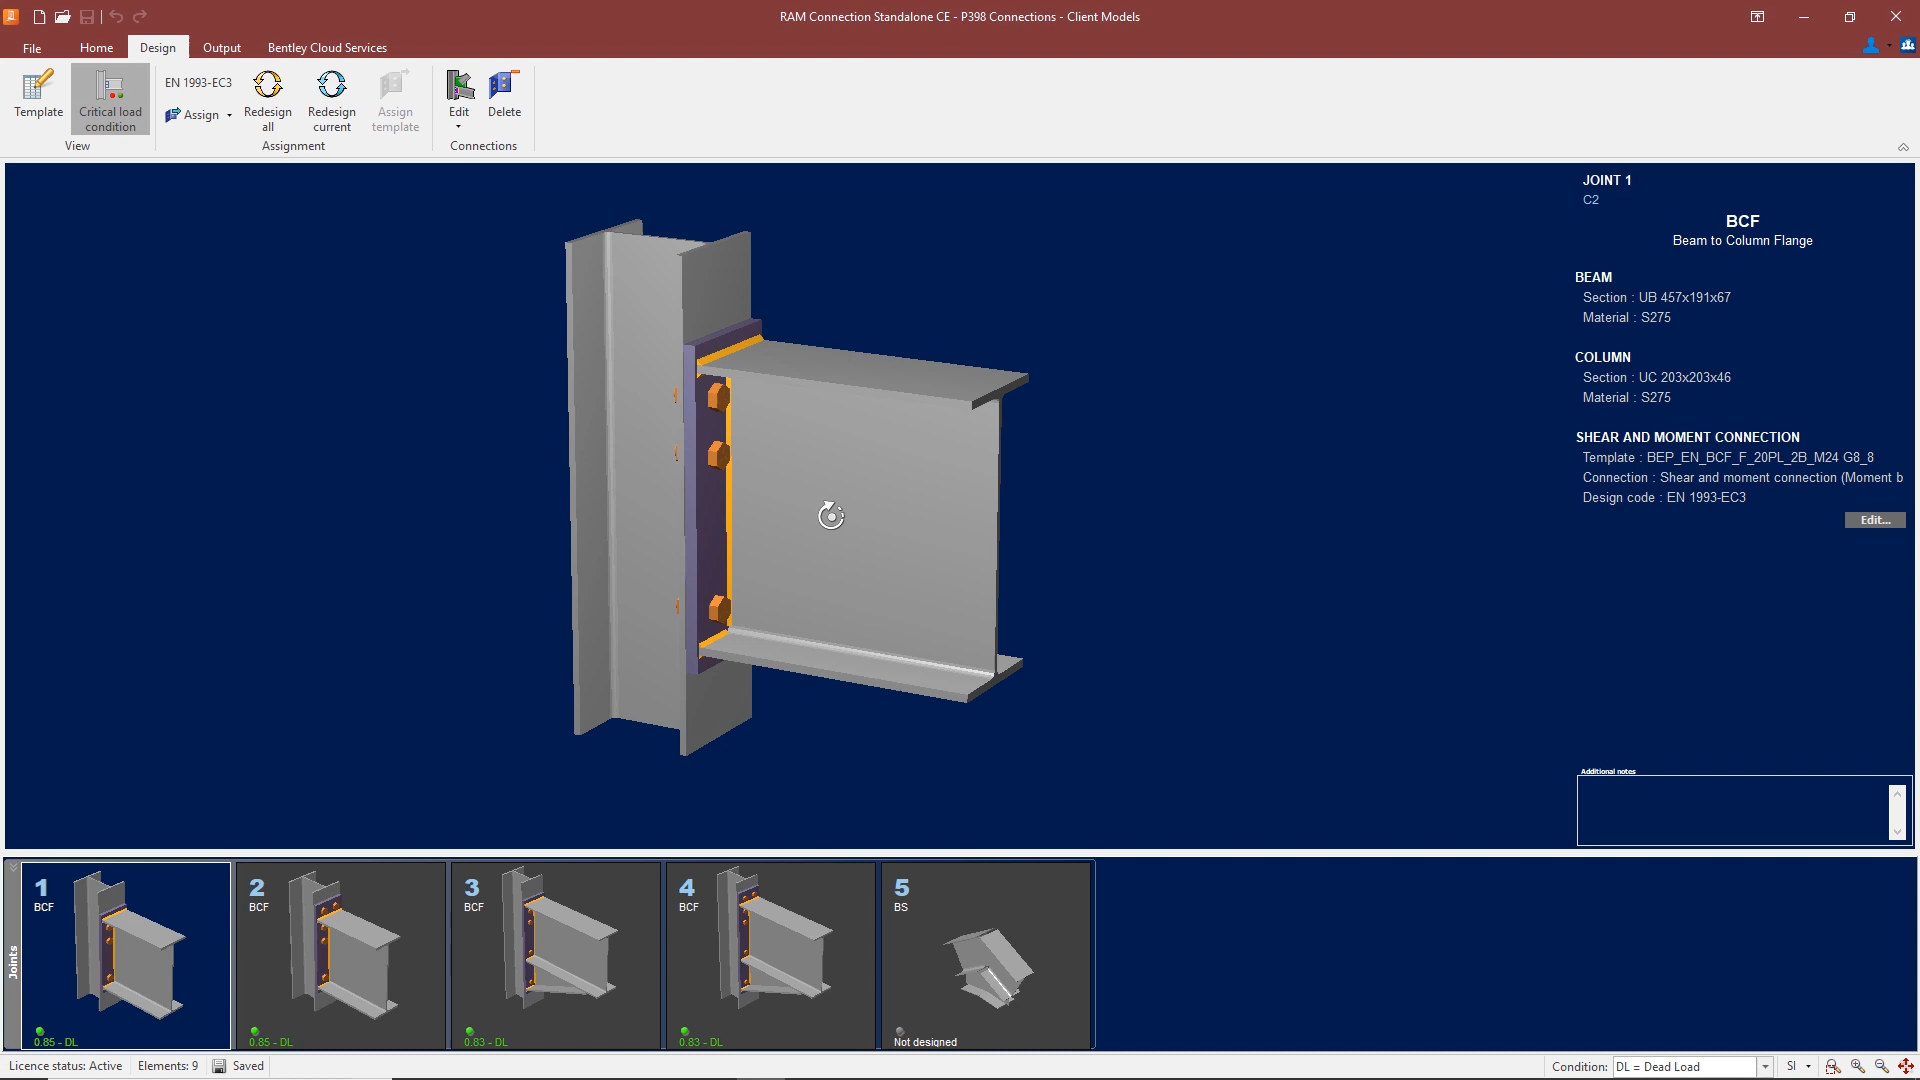 RAM Connection Standalone CE - P398 Connections - Client Models
File Home Design Output Bentley Cloud Services
Template
Critical load condition
View
EN 1993-EC3
Assign
Redesign all
Redesign current
Assign template
Assignment
Edit
Delete
Connections
JOINT 1
C2
BCF
Beam to Column Flange
BEAM
Section : UB 457x191x67
Material : S275
COLUMN
Section : UC 203x203x46
Material : S275
SHEAR AND MOMENT CONNECTION
Template : BEP_EN_BCF_F_20PL_2B_M24 G8_8
Connection : Shear and moment connection (Moment b
Design code : EN 1993-EC3
Edit...
Additional notes
Joints
1
BCF
0.85 - DL
2
BCF
0.85 - DL
3
BCF
0.83 - DL
4
BCF
0.83 - DL
5
BS
Not designed
Licence status: Active Elements: 9 Saved Condition: DL = Dead Load SI